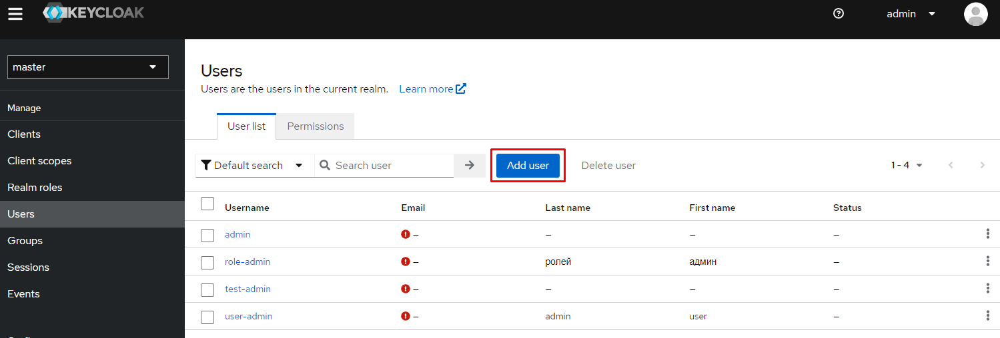 KEYCLOAK
admin
master
Manage
Clients
Client scopes
Realm roles
Users
Groups
Sessions
Events
Users
Users are the users in the current realm. Learn more
User list Permissions
Default search Search user Add user Delete user 1 - 4
Username Email Last name First name Status
admin – – – –
role-admin – ролей админ –
test-admin – – – –
user-admin – admin user –